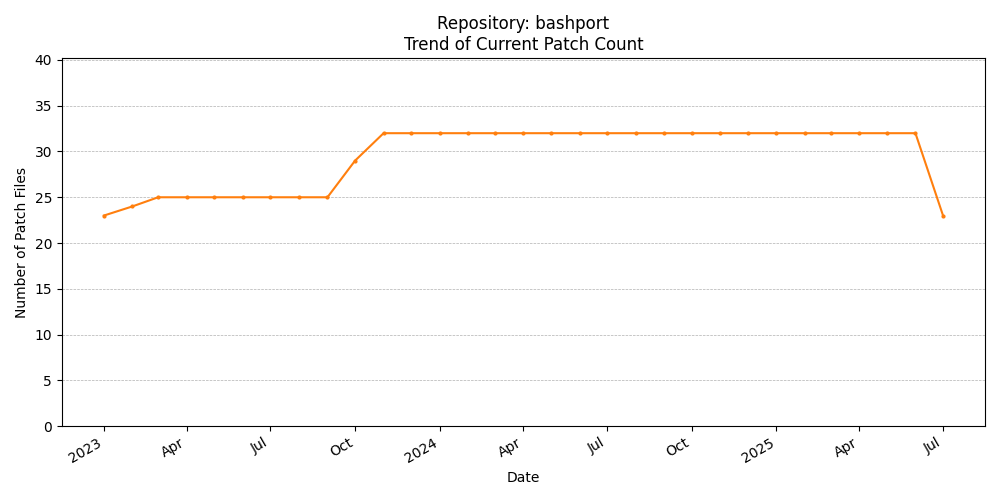 Repository: bashport
Trend of Current Patch Count
Number of Patch Files
40
35
30
25
20
15
10
5
0
2023
Apr
Jul
Oct
2024
Apr
Jul
Oct
2025
Apr
Jul
Date